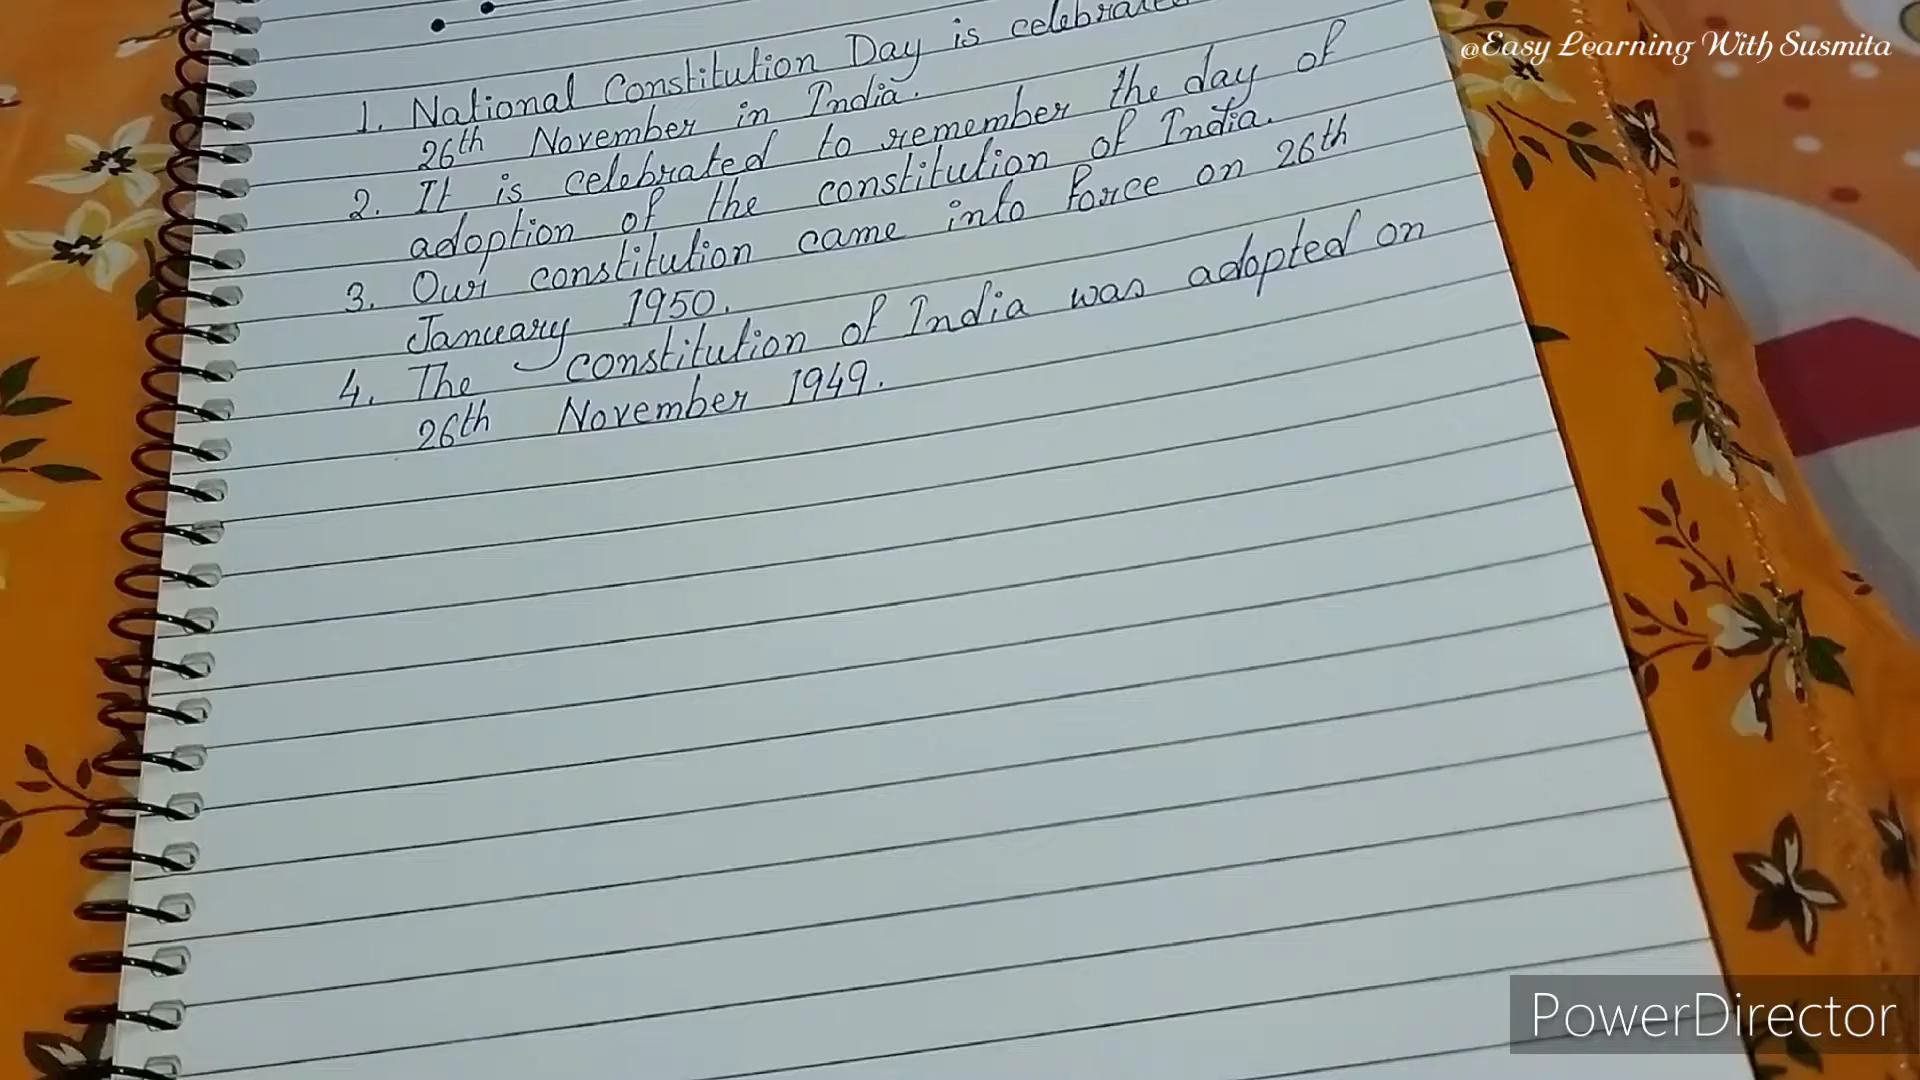 @Easy Learning With Susmita
1. National Constitution Day is celebrated
26th November in India.
2. It is celebrated to remember the day of
adoption of the constitution of India.
3. Our constitution came into force on 26th
January 1950.
4. The constitution of India was adopted on
26th November 1949.
PowerDirector